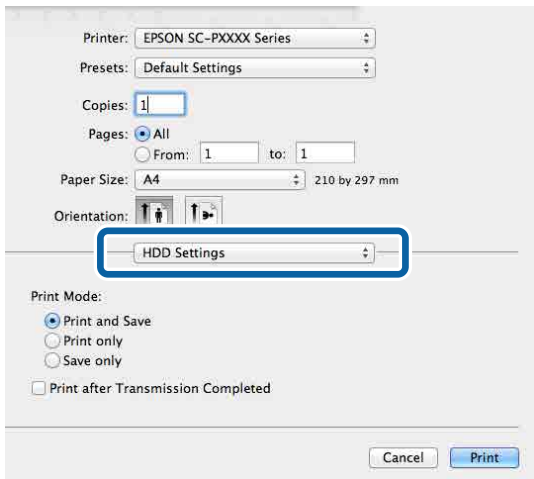 Printer: EPSON SC-PXXXX Series
Presets: Default Settings
Copies: 1
Pages: All
From: 1 to: 1
Paper Size: A4 210 by 297 mm
Orientation:
HDD Settings
Print Mode:
Print and Save
Print only
Save only
Print after Transmission Completed
Cancel Print